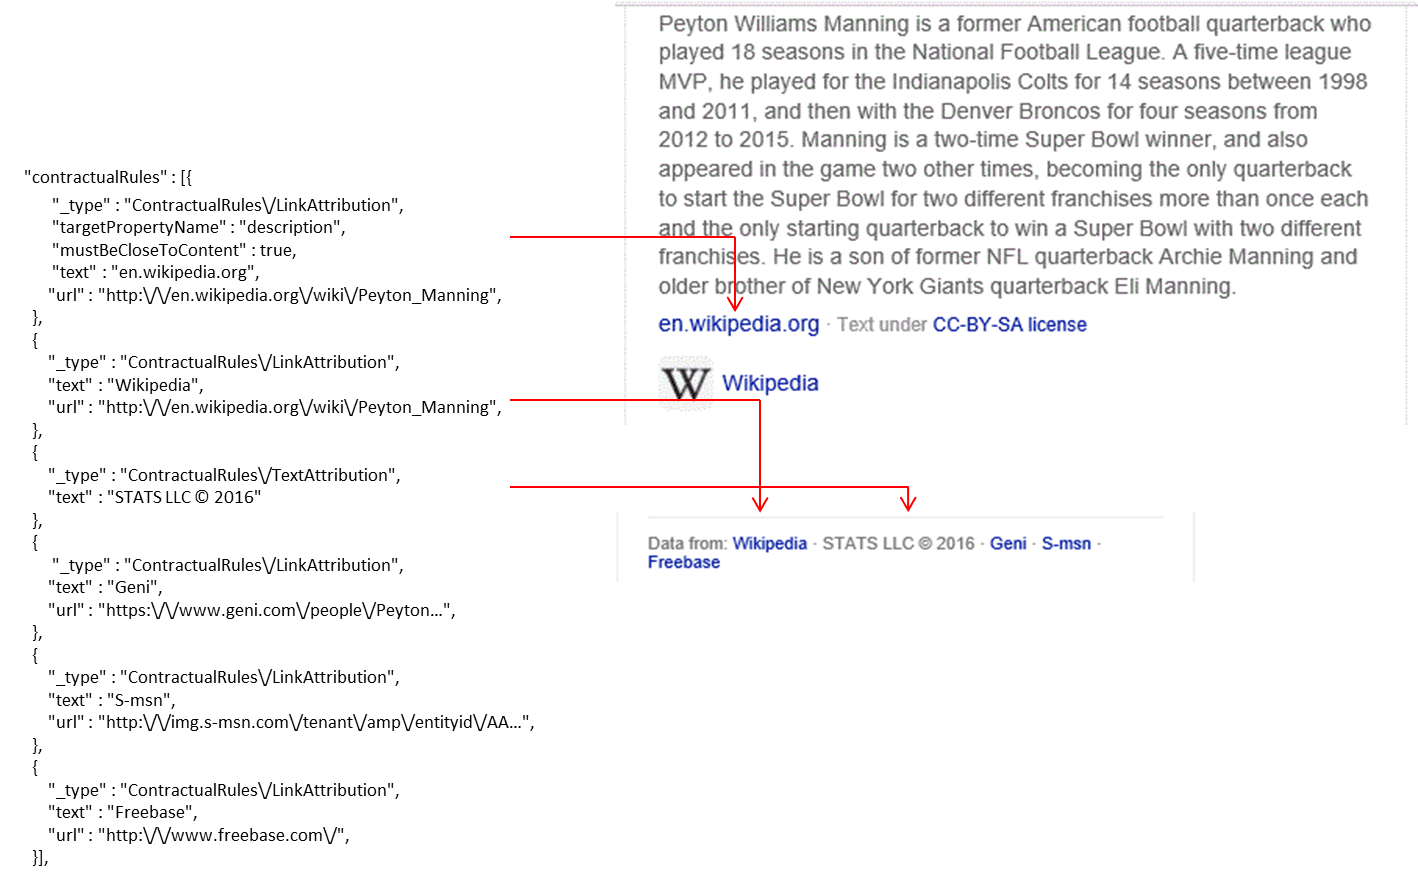 "contractualRules" : [{
"_type" : "ContractualRules\/LinkAttribution",
"targetPropertyName" : "description",
"mustBeCloseToContent" : true,
"text" : "en.wikipedia.org",
"url" : "http:\/\/en.wikipedia.org\/wiki\/Peyton_Manning",
},
{
"_type" : "ContractualRules\/LinkAttribution",
"text" : "Wikipedia",
"url" : "http:\/\/en.wikipedia.org\/wiki\/Peyton_Manning",
},
{
"_type" : "ContractualRules\/TextAttribution",
"text" : "STATS LLC © 2016"
},
{
"_type" : "ContractualRules\/LinkAttribution",
"text" : "Geni",
"url" : "https:\/\/www.geni.com\/people\/Peyton...",
},
{
"_type" : "ContractualRules\/LinkAttribution",
"text" : "S-msn",
"url" : "http:\/\/img.s-msn.com\/tenant\/amp\/entityid\/AA...",
},
{
"_type" : "ContractualRules\/LinkAttribution",
"text" : "Freebase",
"url" : "http:\/\/www.freebase.com\/",
}],
Peyton Williams Manning is a former American football quarterback who
played 18 seasons in the National Football League. A five-time league
MVP, he played for the Indianapolis Colts for 14 seasons between 1998
and 2011, and then with the Denver Broncos for four seasons from
2012 to 2015. Manning is a two-time Super Bowl winner, and also
appeared in the game two other times, becoming the only quarterback
to start the Super Bowl for two different franchises more than once each
and the only starting quarterback to win a Super Bowl with two different
franchises. He is a son of former NFL quarterback Archie Manning and
older brother of New York Giants quarterback Eli Manning.
en.wikipedia.org · Text under CC-BY-SA license
W Wikipedia
Data from: Wikipedia · STATS LLC © 2016 · Geni · S-msn ·
Freebase